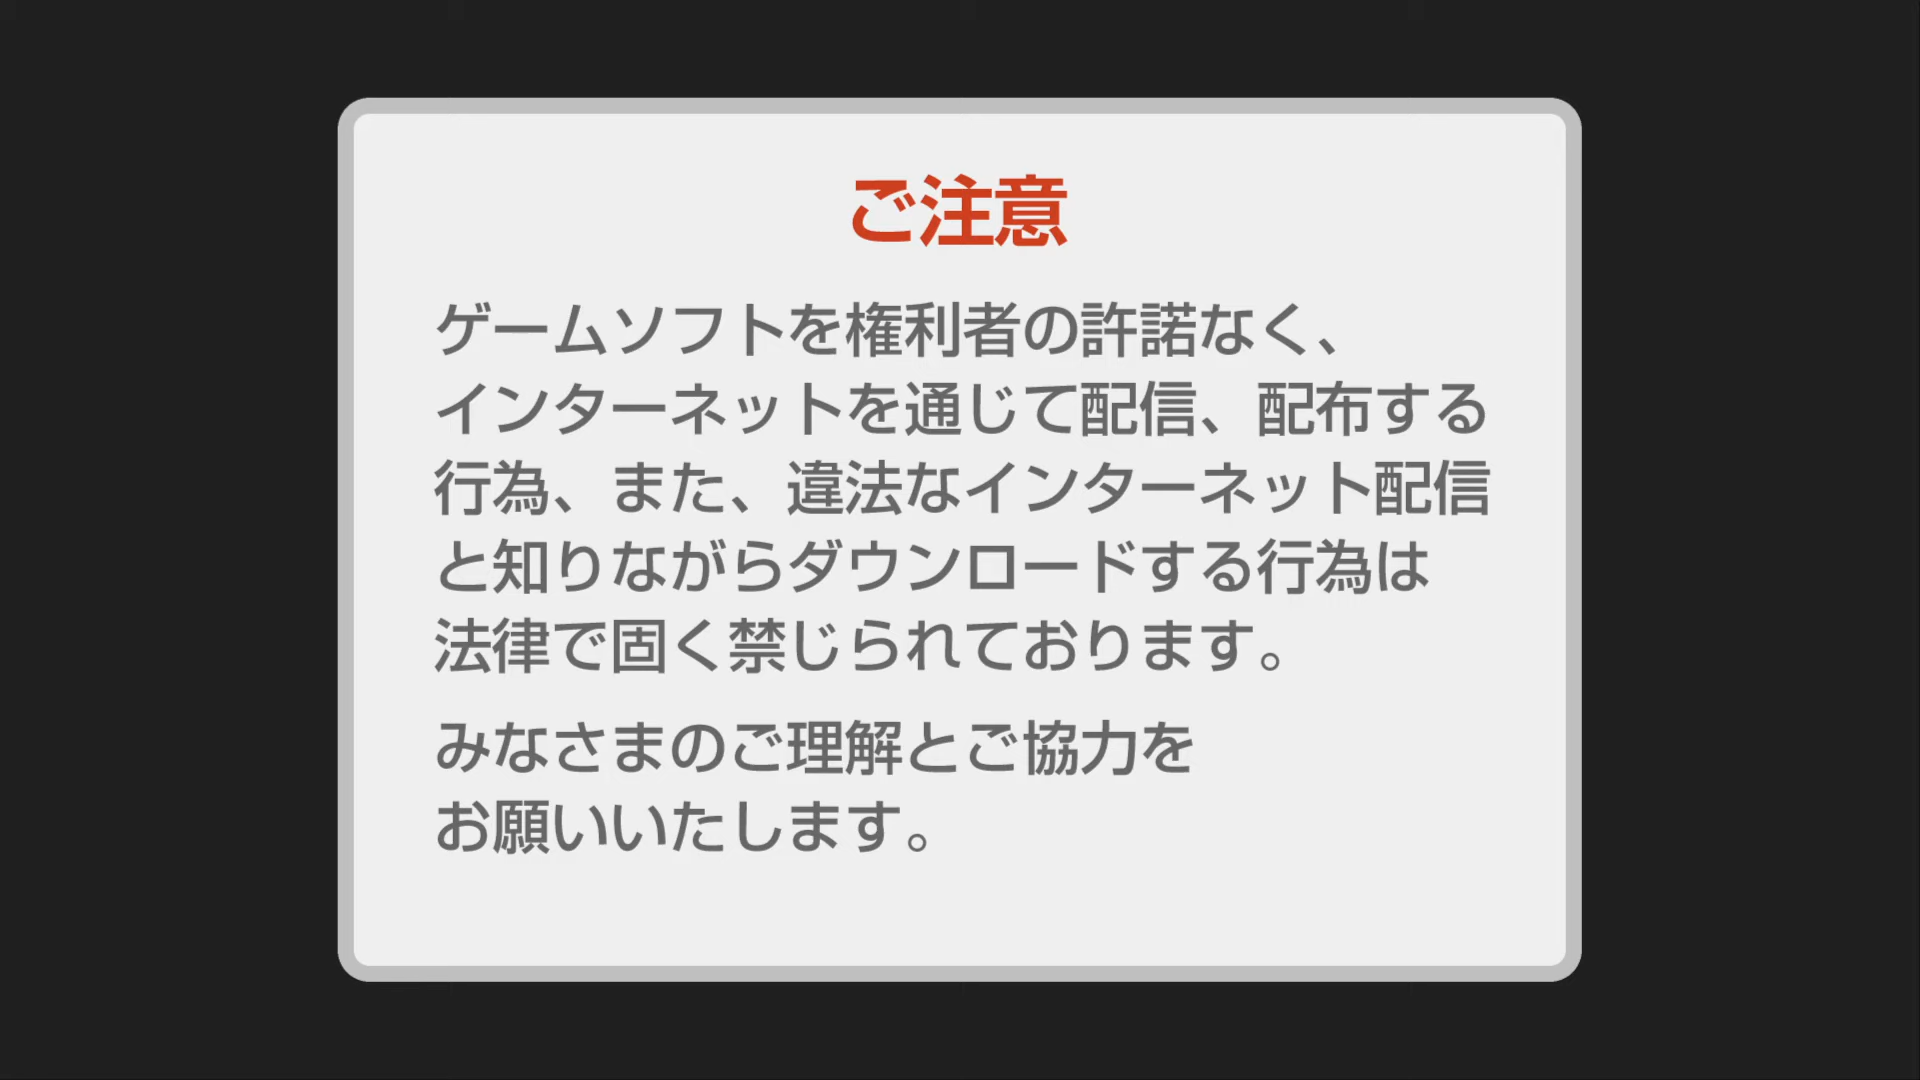 ご注意
ゲームソフトを権利者の許諾なく、
インターネットを通じて配信、配布する
行為、また、違法なインターネット配信
と知りながらダウンロードする行為は
法律で固く禁じられております。
みなさまのご理解とご協力を
お願いいたします。